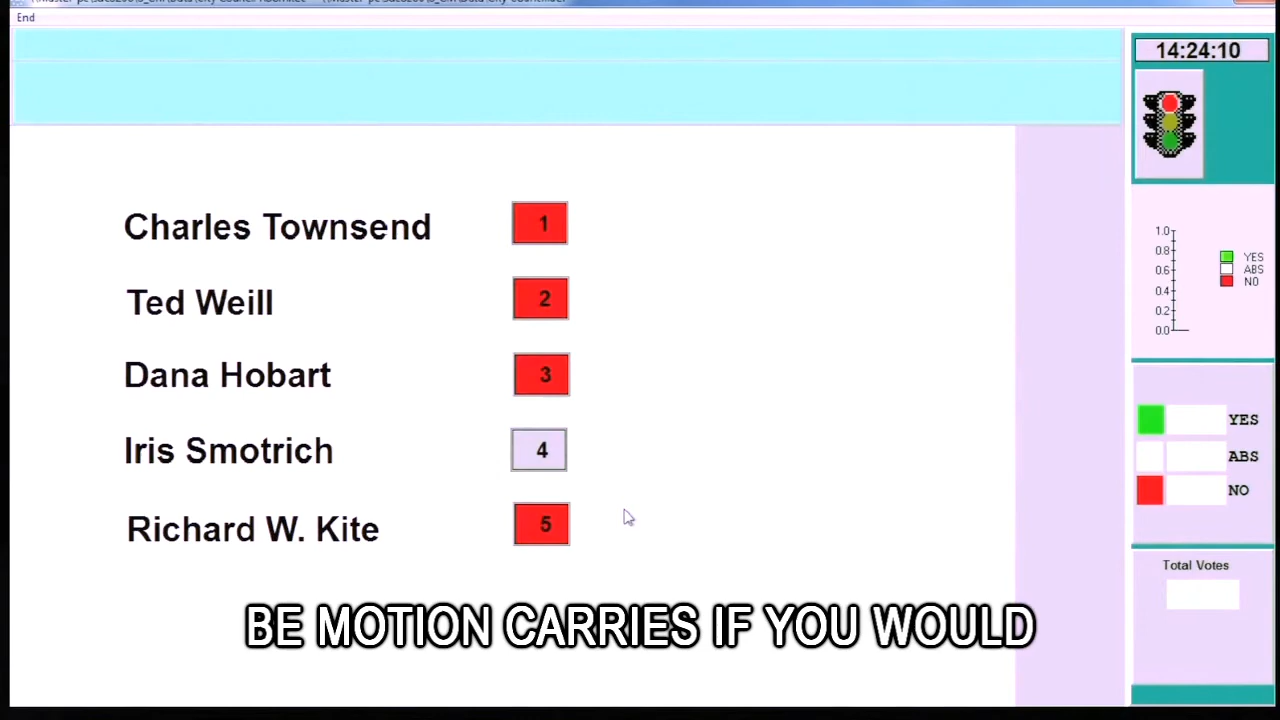 End
14:24:10
Charles Townsend 1
Ted Weill 2
Dana Hobart 3
Iris Smotrich 4
Richard W. Kite 5
1.0
0.8
0.6
0.4
0.2
0.0
YES
ABS
NO
YES
ABS
NO
Total Votes
BE MOTION CARRIES IF YOU WOULD